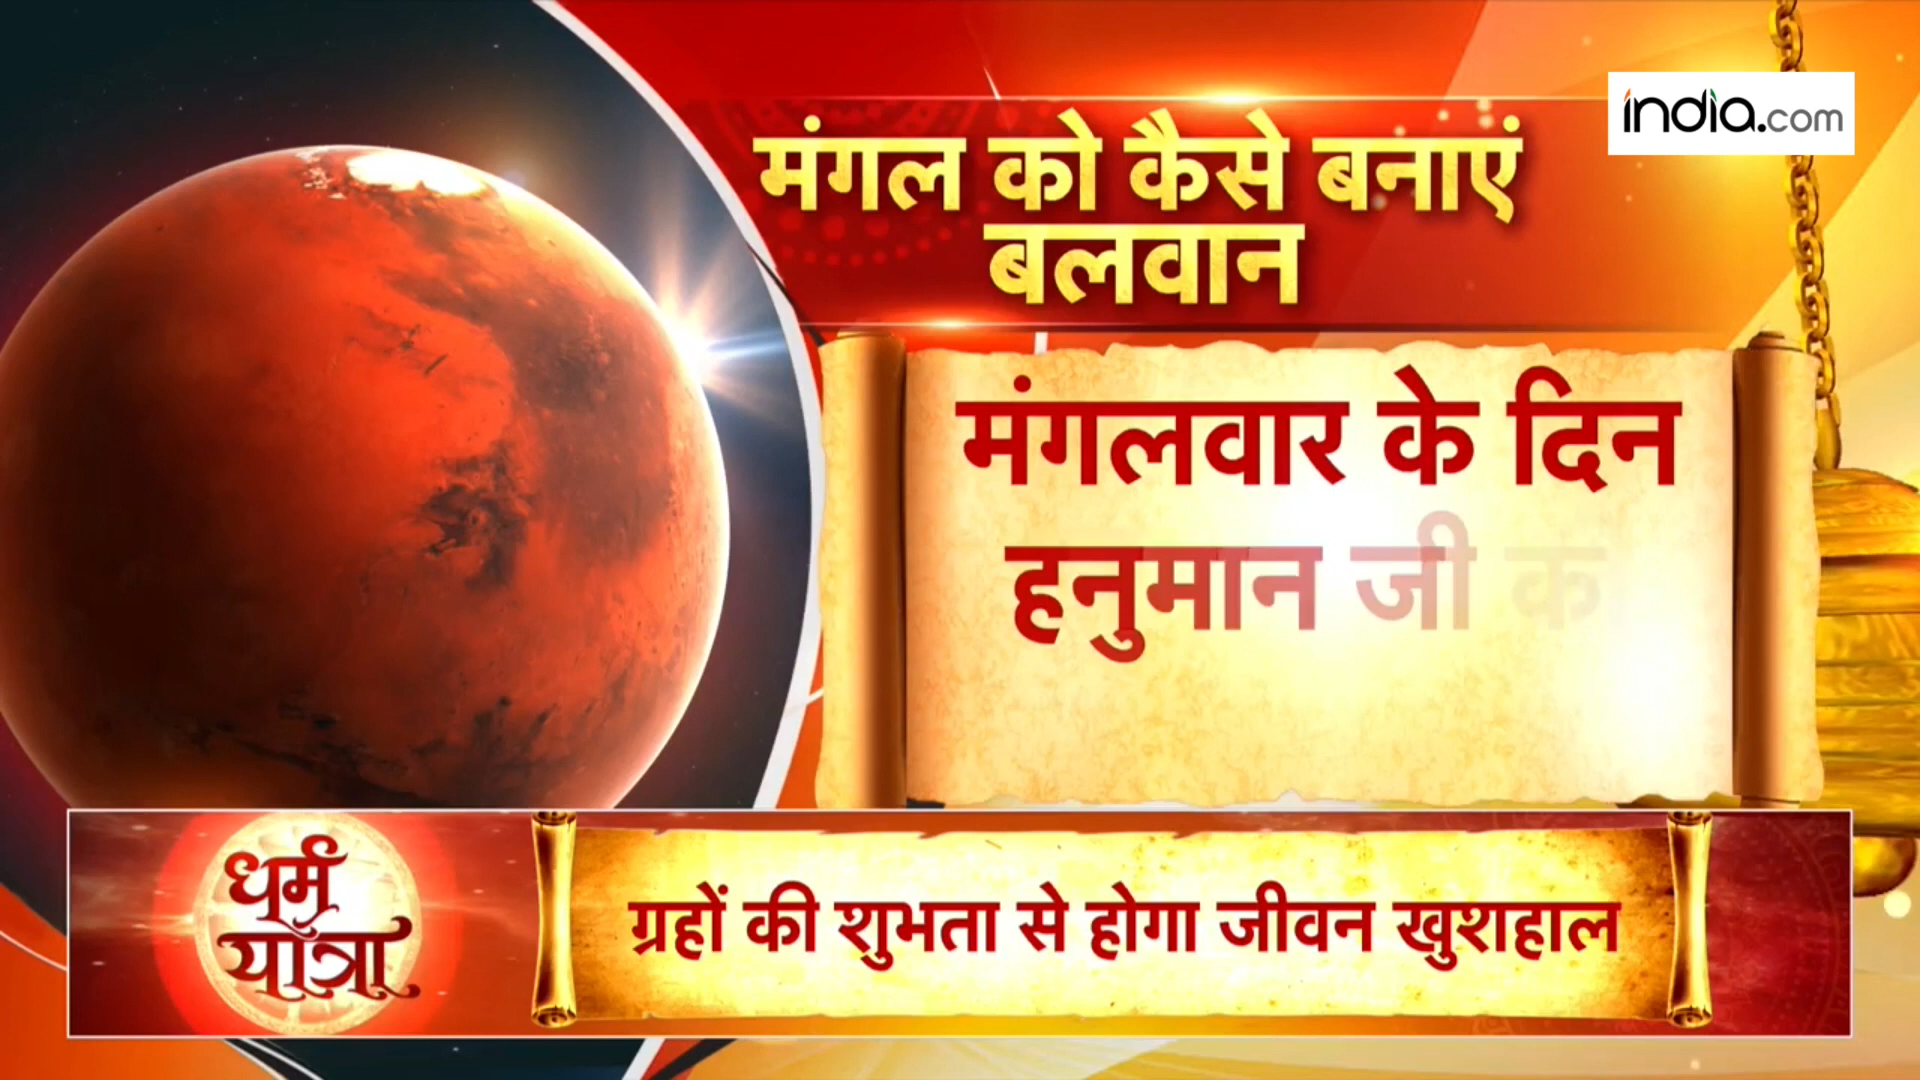 india.com
मंगल को कैसे बनाएं
बलवान
मंगलवार के दिन
हनुमान जी
धर्म
यात्रा
ग्रहों की शुभता से होगा जीवन खुशहाल